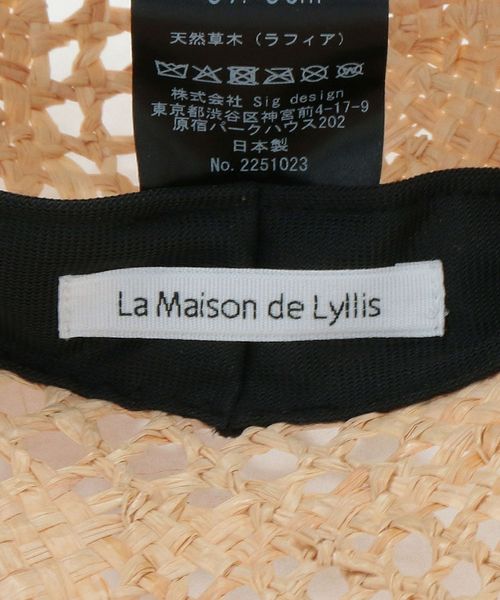 天然草木（ラフィア）
株式会社 Sig design
東京都渋谷区神宮前4-17-9
原宿パークハウス202
日本製
No. 2251023
La Maison de Lyllis